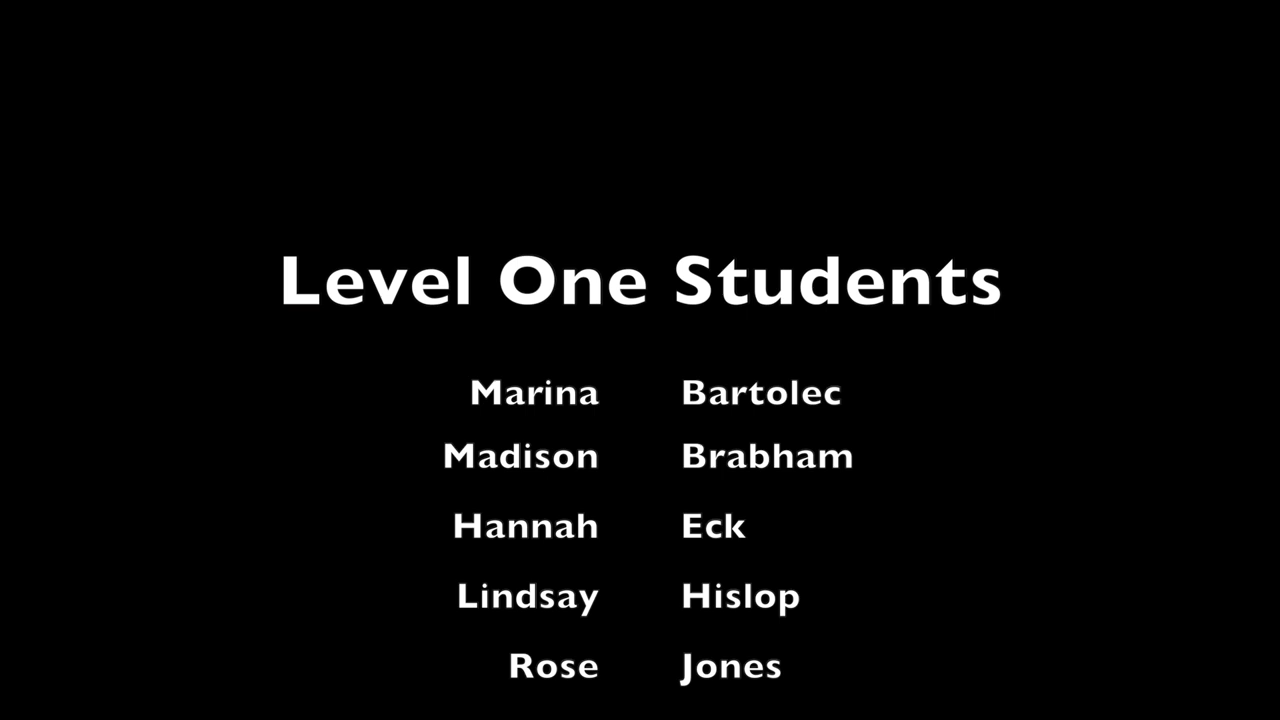 Level One Students
Marina Bartolec
Madison Brabham
Hannah Eck
Lindsay Hislop
Rose Jones